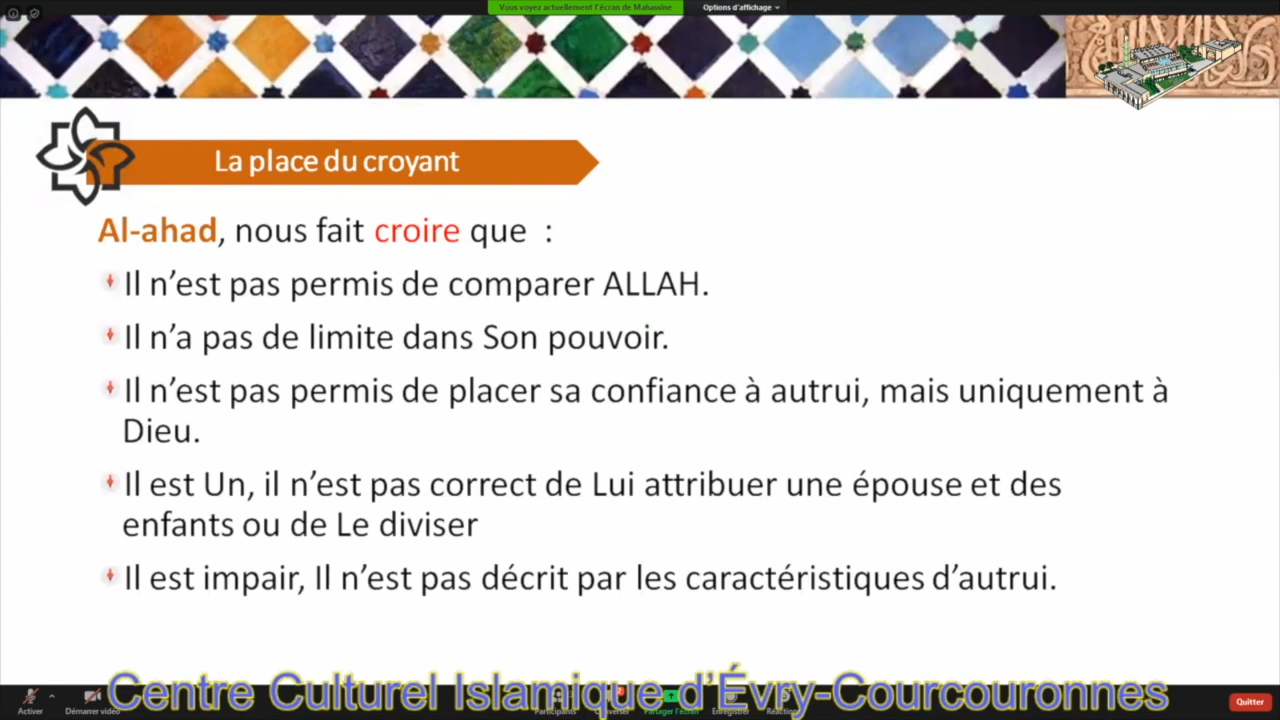 Vous voyez actuellement l'écran de Mahassine
Options d'affichage
La place du croyant
Al-ahad, nous fait croire que :
Il n'est pas permis de comparer ALLAH.
Il n'a pas de limite dans Son pouvoir.
Il n'est pas permis de placer sa confiance à autrui, mais uniquement à
Dieu.
Il est Un, il n'est pas correct de Lui attribuer une épouse et des
enfants ou de Le diviser
Il est impair, Il n'est pas décrit par les caractéristiques d'autrui.
Centre Culturel Islamique d'Évry-Courcouronnes
Activer
Démarrer vidéo
Participants
Converser
Partager l'écran
Enregistrer
Réactions
Quitter